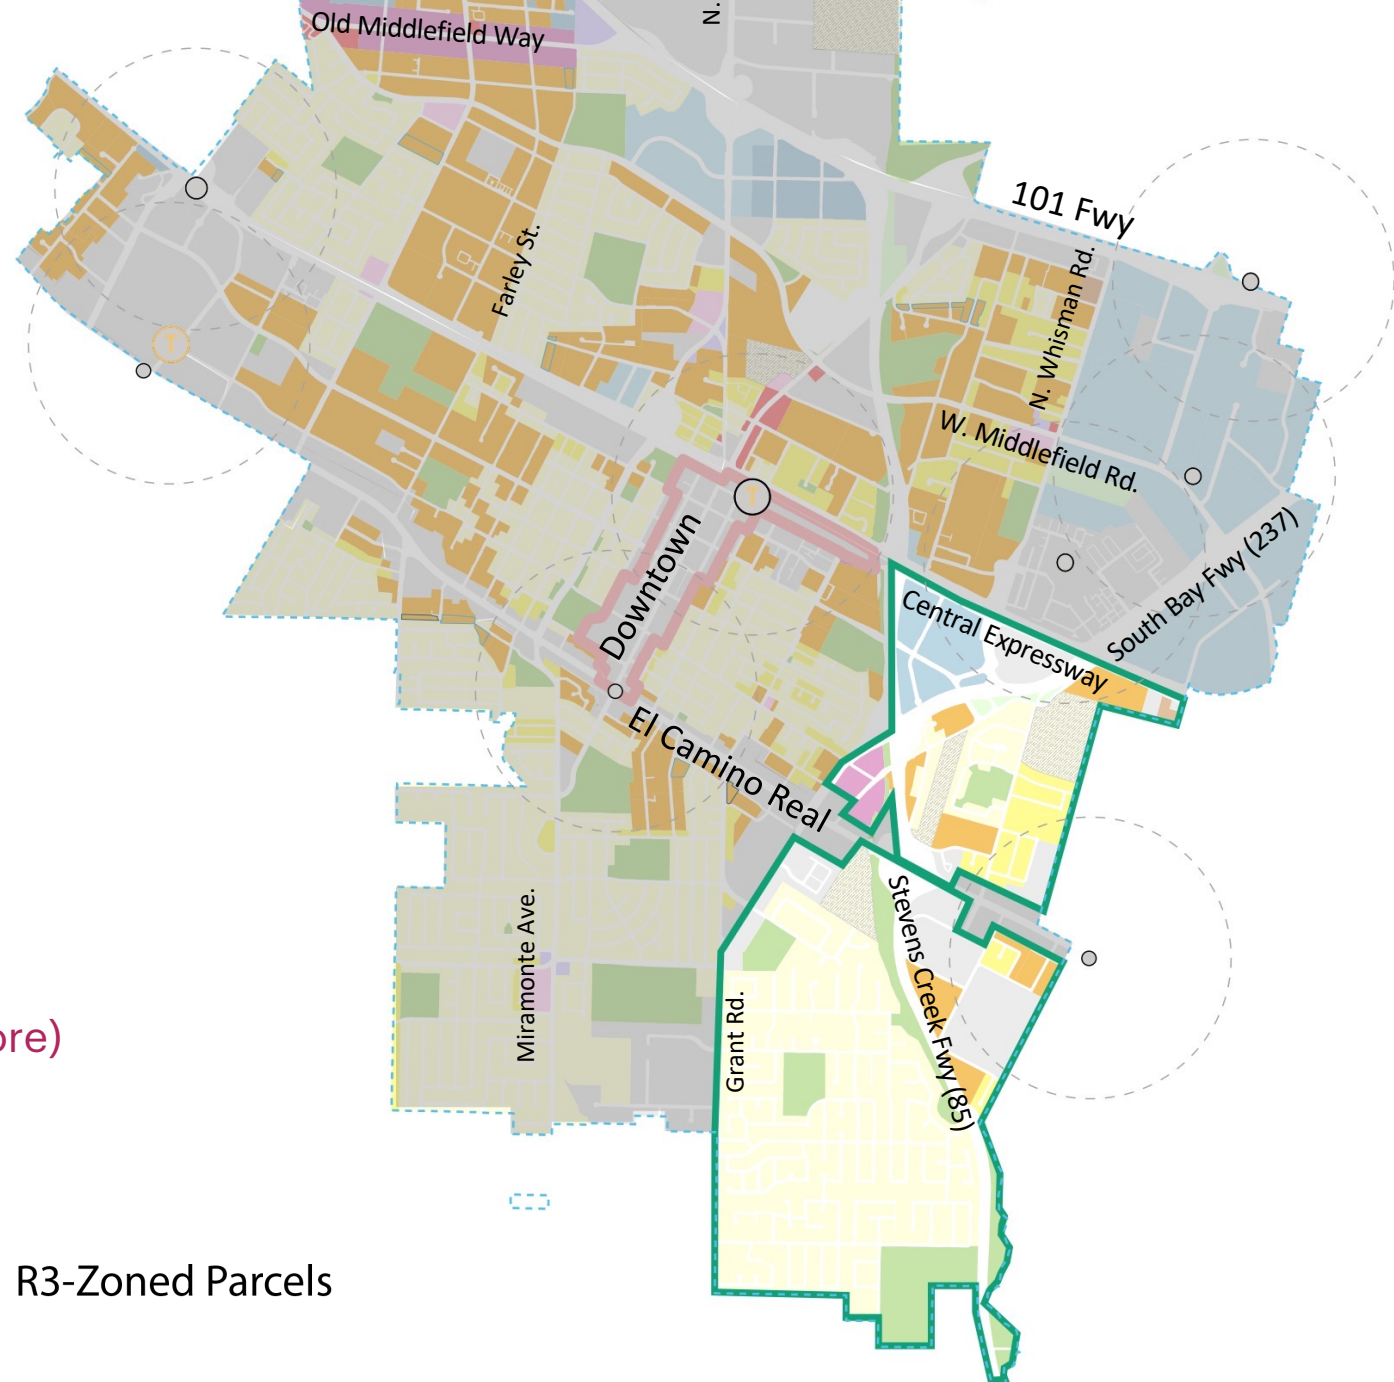 N.
Old Middlefield Way
101 Fwy
Farley St.
N. Whisman Rd.
W. Middlefield Rd.
T
T
Downtown
South Bay Fwy (237)
Central Expressway
El Camino Real
Miramonte Ave.
Stevens Creek Fwy (85)
Grant Rd.
ore)
R3-Zoned Parcels